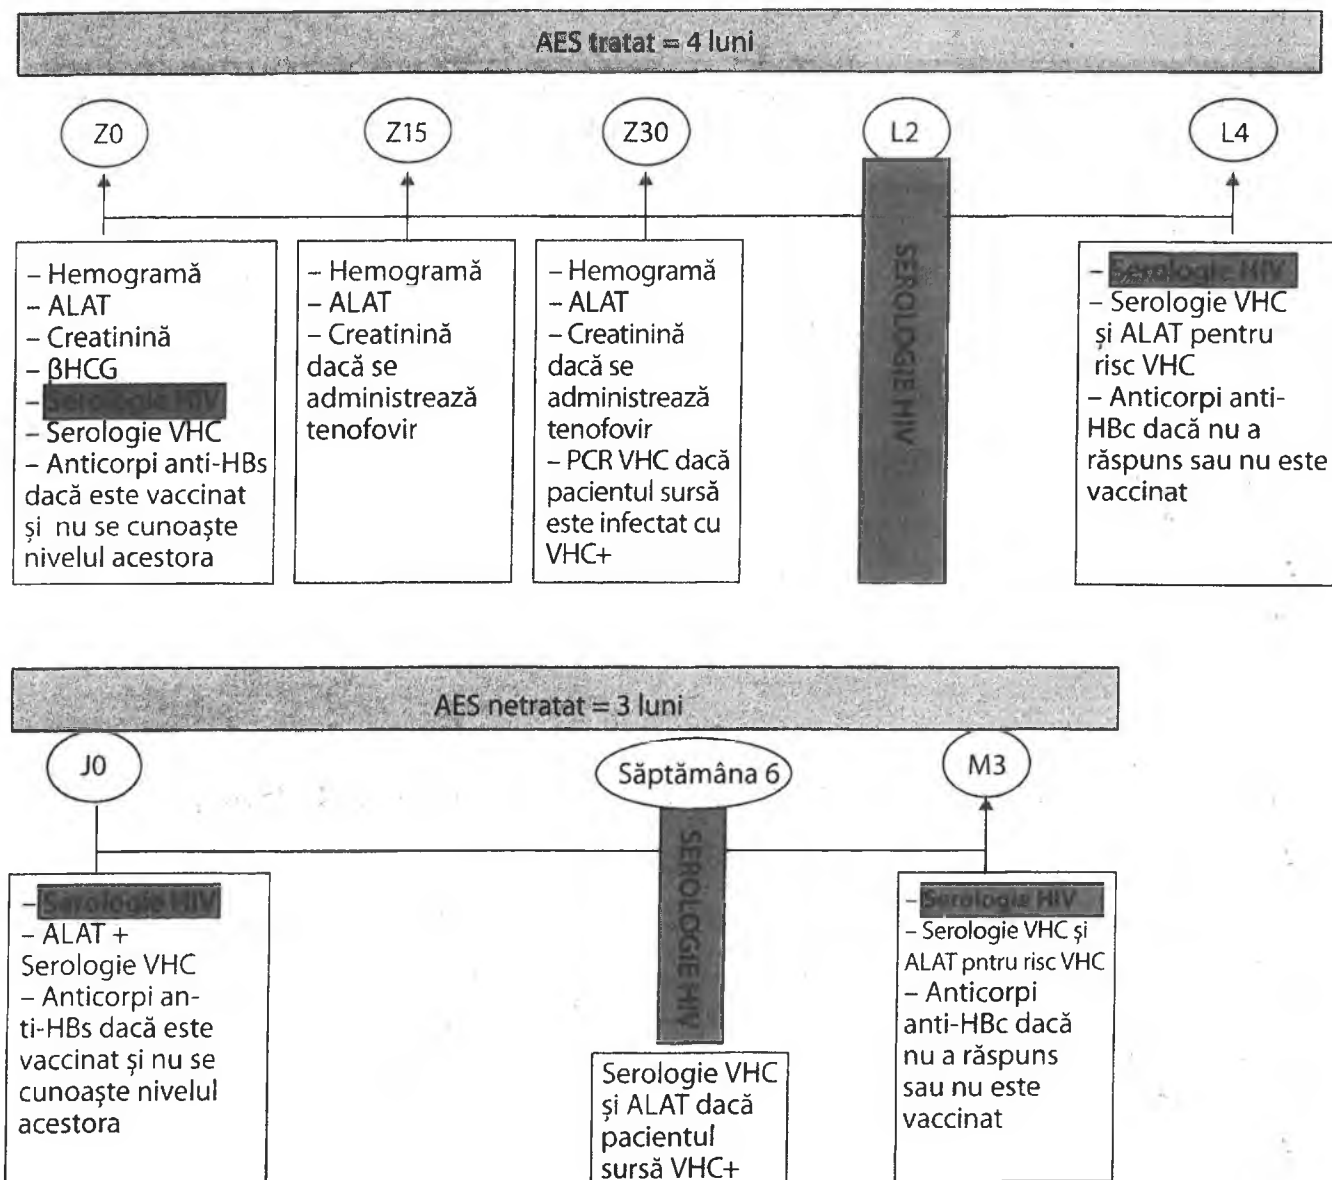 AES tratat = 4 luni
Z0
Z15
Z30
L2
L4
– Hemogramă
– ALAT
– Creatinină
– βHCG
– Serologie HIV
– Serologie VHC
– Anticorpi anti-HBs
dacă este vaccinat
și nu se cunoaște
nivelul acestora
– Hemogramă
– ALAT
– Creatinină
dacă se
administrează
tenofovir
– Hemogramă
– ALAT
– Creatinină
dacă se
administrează
tenofovir
– PCR VHC dacă
pacientul sursă
este infectat cu
VHC+
SEROLOGIE HIV
– Serologie HIV
– Serologie VHC
și ALAT pentru
risc VHC
– Anticorpi anti-
HBc dacă nu a
răspuns sau nu este
vaccinat
AES netratat = 3 luni
J0
Săptămâna 6
M3
– Serologie HIV
– ALAT +
Serologie VHC
– Anticorpi an-
ti-HBs dacă este
vaccinat și nu se
cunoaște nivelul
acestora
SEROLOGIE HIV
Serologie VHC
și ALAT dacă
pacientul
sursă VHC+
– Serologie HIV
– Serologie VHC și
ALAT pntru risc VHC
– Anticorpi
anti-HBc dacă
nu a răspuns
sau nu este
vaccinat